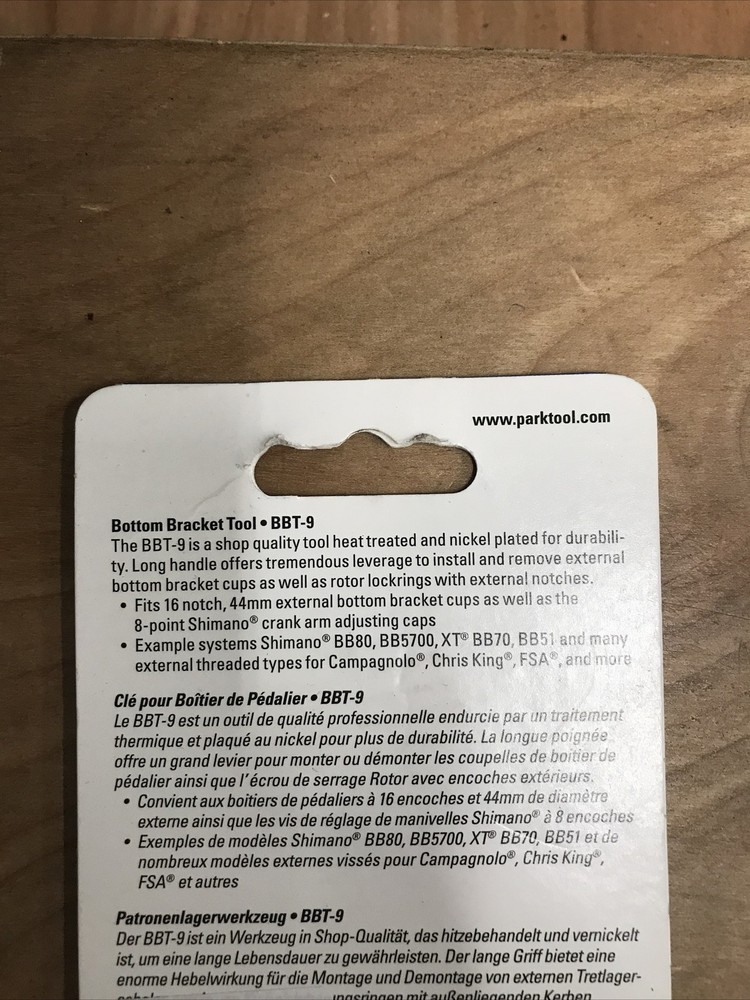 www.parktool.com
Bottom Bracket Tool • BBT-9
The BBT-9 is a shop quality tool heat treated and nickel plated for durabili-
ty. Long handle offers tremendous leverage to install and remove external
bottom bracket cups as well as rotor lockrings with external notches.
• Fits 16 notch, 44mm external bottom bracket cups as well as the
8-point Shimano® crank arm adjusting caps
• Example systems Shimano® BB80, BB5700, XT® BB70, BB51 and many
external threaded types for Campagnolo®, Chris King®, FSA®, and more
Clé pour Boîtier de Pédalier • BBT-9
Le BBT-9 est un outil de qualité professionnelle endurcie par un traitement
thermique et plaqué au nickel pour plus de durabilité. La longue poignée
offre un grand levier pour monter ou démonter les coupelles de boitier de
pédalier ainsi que l'écrou de serrage Rotor avec encoches extérieurs.
• Convient aux boitiers de pédaliers à 16 encoches et 44mm de diamètre
externe ainsi que les vis de réglage de manivelles Shimano® à 8 encoches
• Exemples de modèles Shimano® BB80, BB5700, XT® BB70, BB51 et de
nombreux modèles externes vissés pour Campagnolo®, Chris King®,
FSA® et autres
Patronenlagerwerkzeug • BBT-9
Der BBT-9 ist ein Werkzeug in Shop-Qualität, das hitzebehandelt und vernickelt
ist, um eine lange Lebensdauer zu gewährleisten. Der lange Griff bietet eine
enorme Hebelwirkung für die Montage und Demontage von externen Tretlager-
mit außenliegenden Kerben